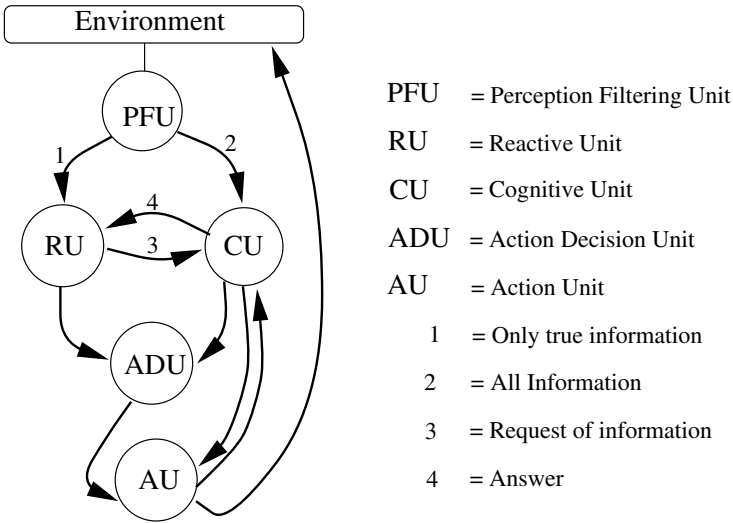 Environment
PFU
1
2
4
RU
3
CU
ADU
AU
PFU = Perception Filtering Unit
RU = Reactive Unit
CU = Cognitive Unit
ADU = Action Decision Unit
AU = Action Unit
1 = Only true information
2 = All Information
3 = Request of information
4 = Answer